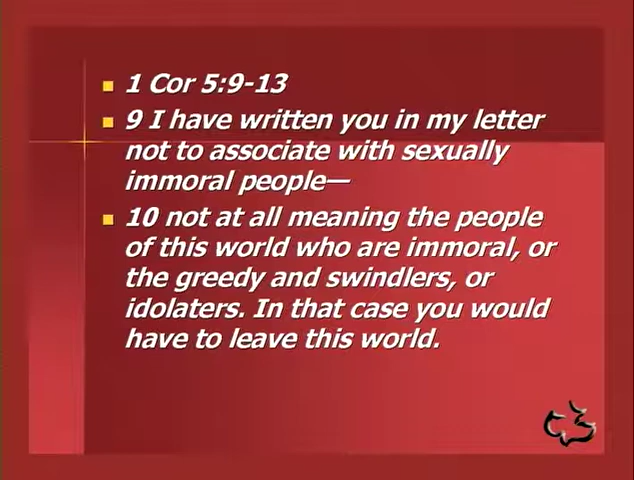 1 Cor 5:9-13
9 I have written you in my letter
not to associate with sexually
immoral people—
10 not at all meaning the people
of this world who are immoral, or
the greedy and swindlers, or
idolaters. In that case you would
have to leave this world.